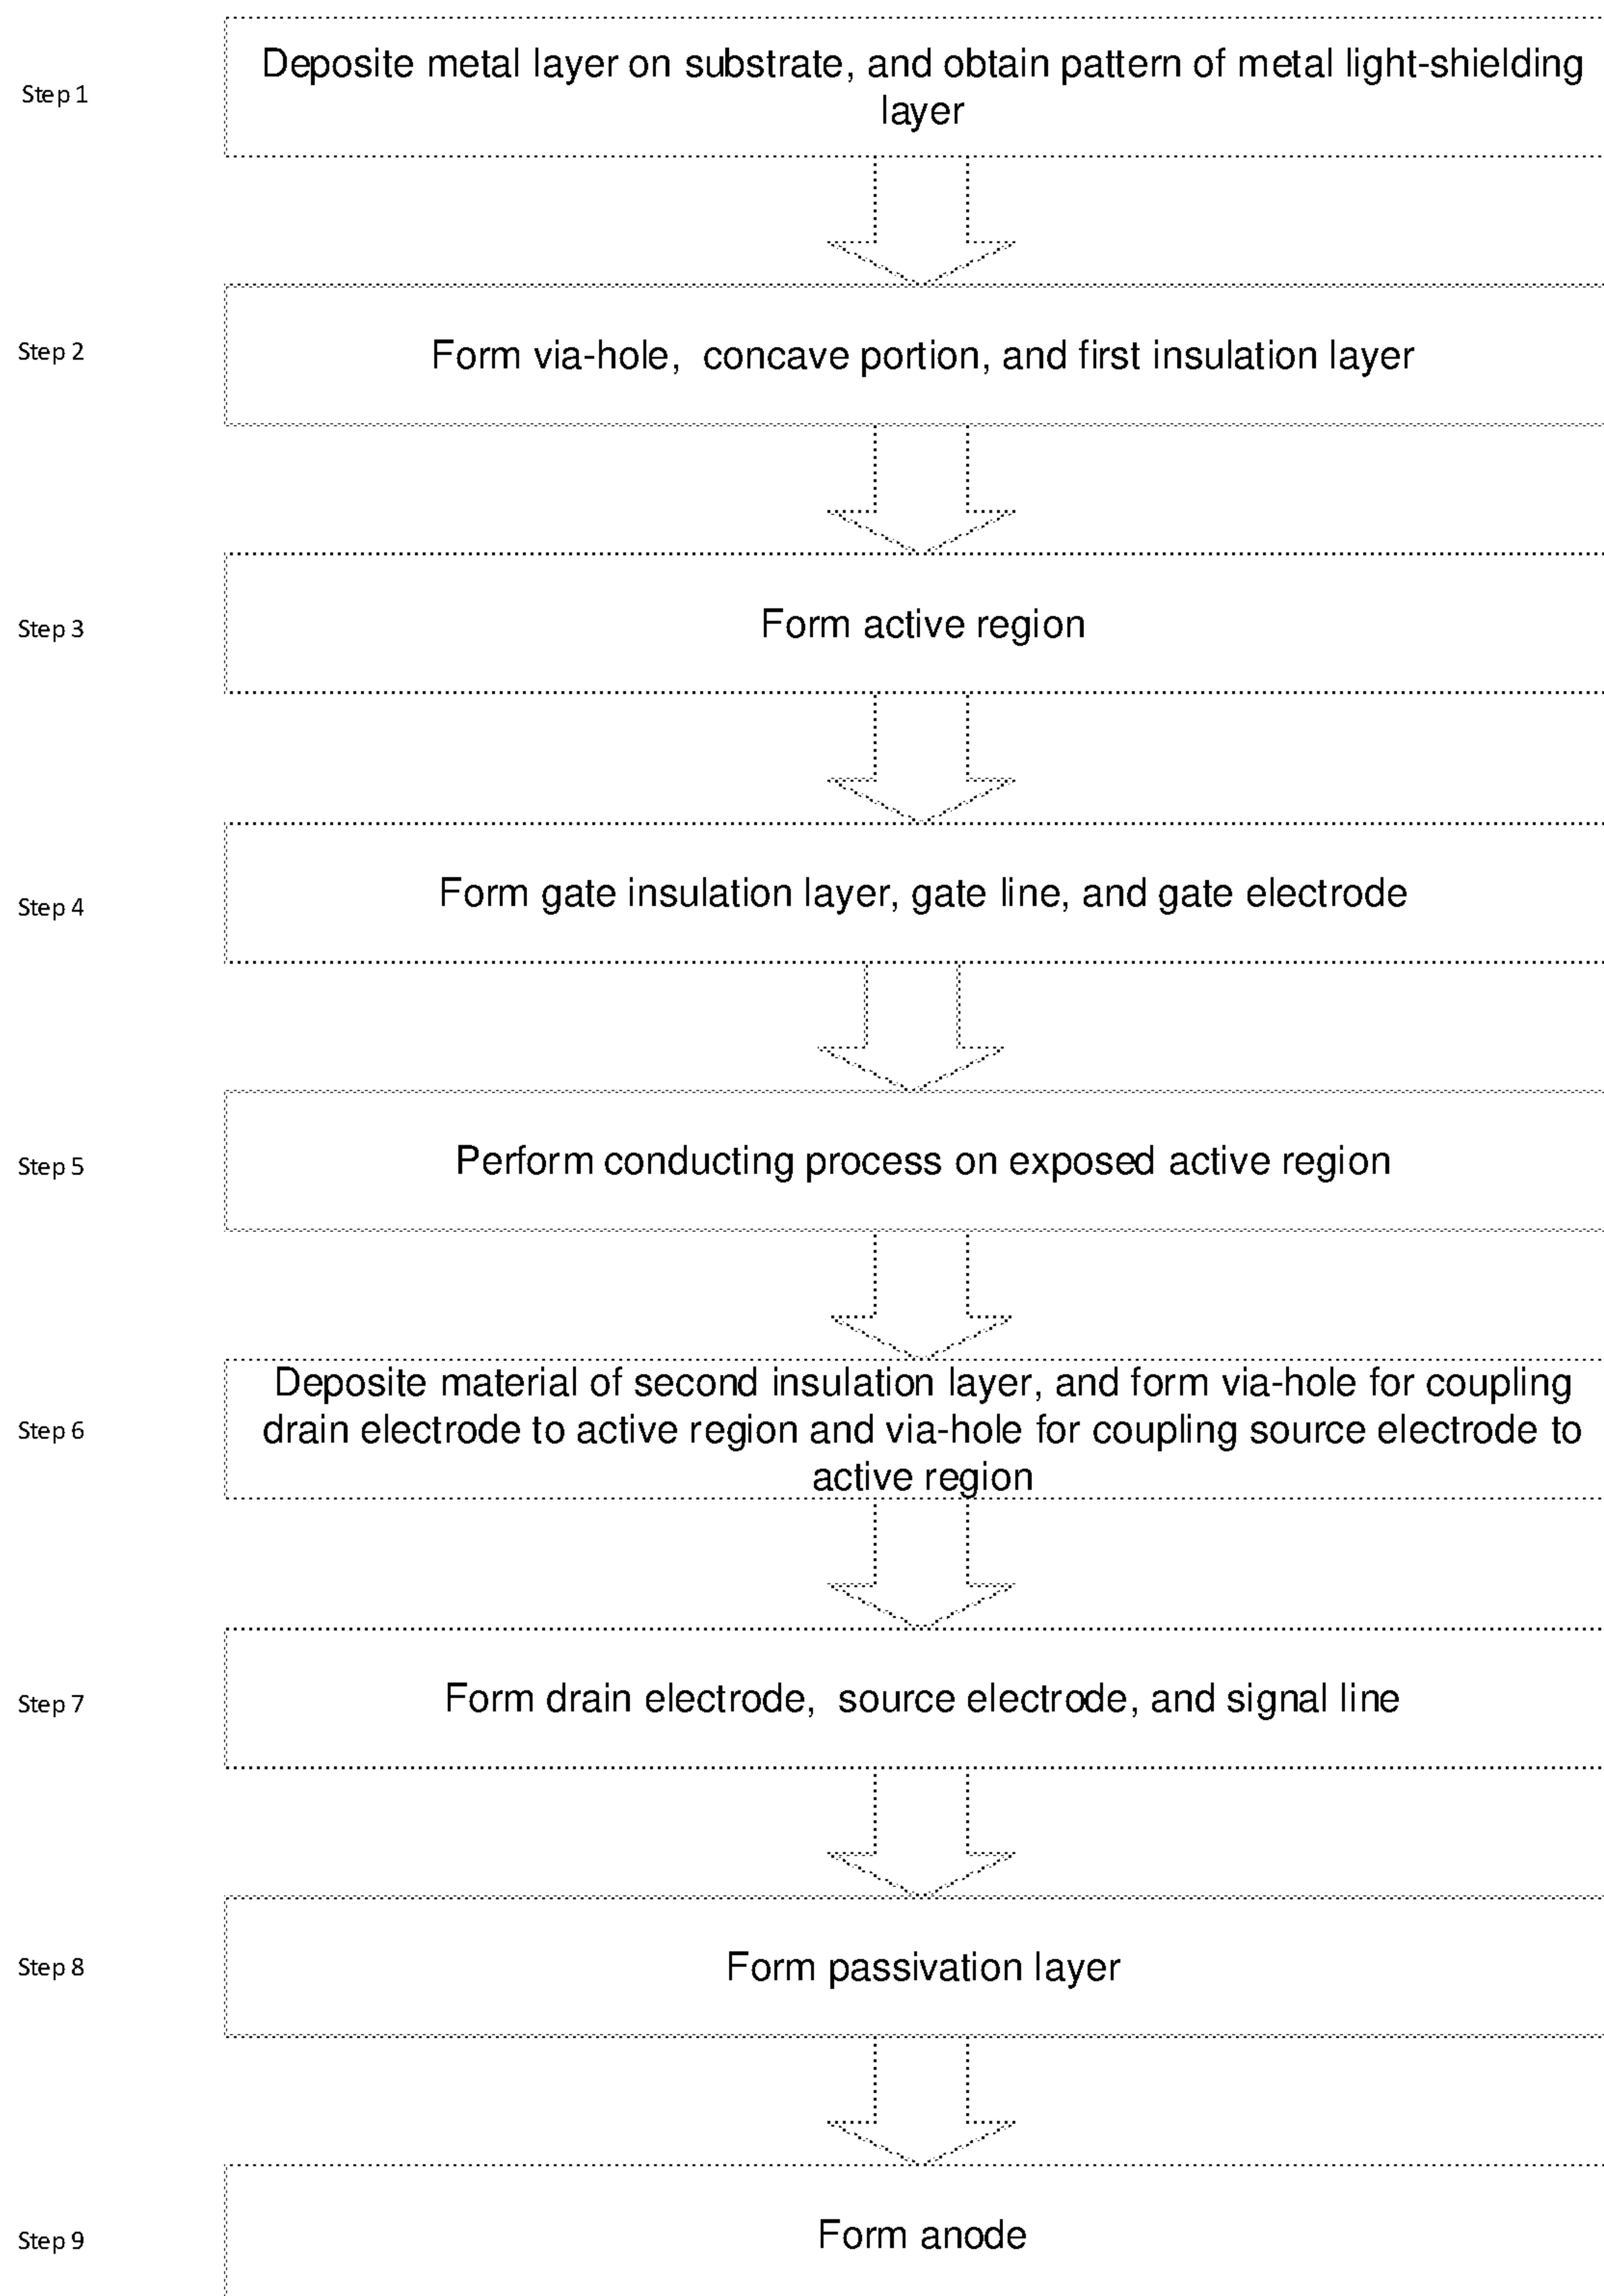 Step 1
Deposite metal layer on substrate, and obtain pattern of metal light-shielding
layer
Step 2
Form via-hole, concave portion, and first insulation layer
Step 3
Form active region
Step 4
Form gate insulation layer, gate line, and gate electrode
Step 5
Perform conducting process on exposed active region
Step 6
Deposite material of second insulation layer, and form via-hole for coupling
drain electrode to active region and via-hole for coupling source electrode to
active region
Step 7
Form drain electrode, source electrode, and signal line
Step 8
Form passivation layer
Step 9
Form anode